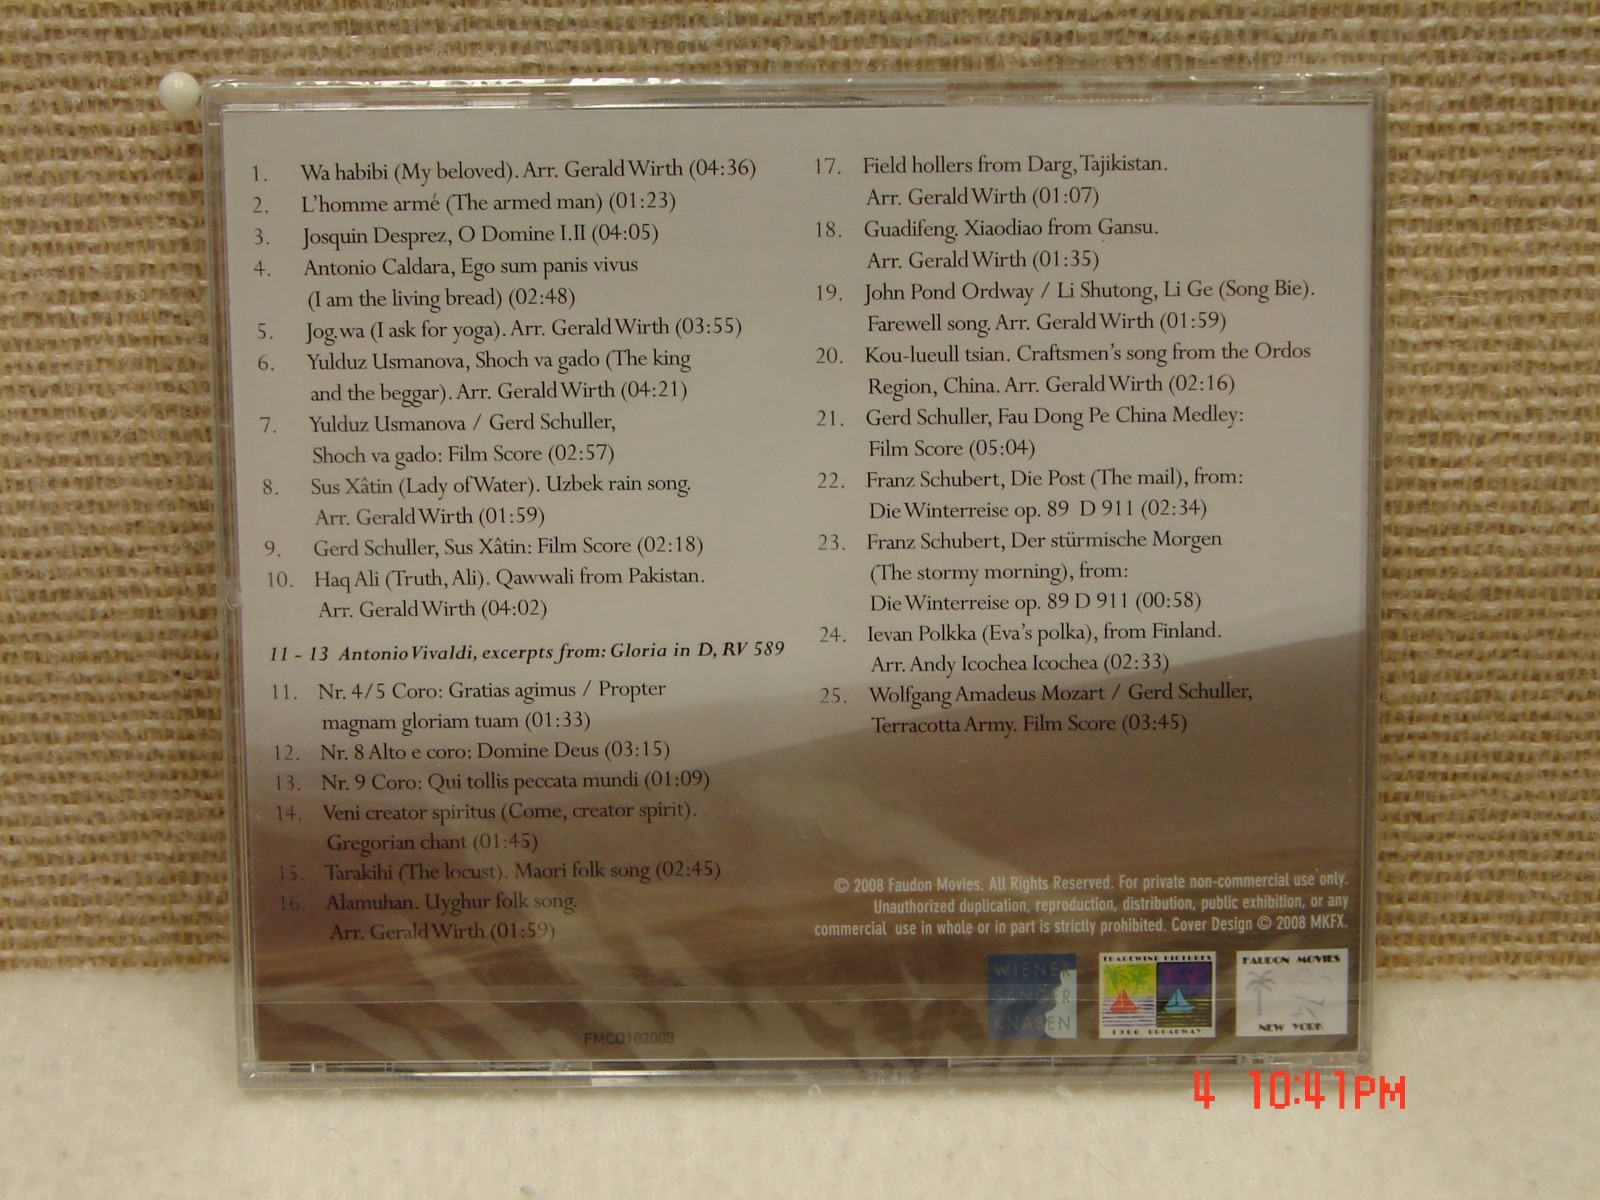 1. Wa habibi (My beloved). Arr. Gerald Wirth (04:36)
2. L'homme armé (The armed man) (01:23)
3. Josquin Desprez, O Domine I.II (04:05)
4. Antonio Caldara, Ego sum panis vivus
(I am the living bread) (02:48)
5. Jog.wa (I ask for yoga). Arr. Gerald Wirth (03:55)
6. Yulduz Usmanova, Shoch va gado (The king
and the beggar). Arr. Gerald Wirth (04:21)
7. Yulduz Usmanova / Gerd Schuller,
Shoch va gado: Film Score (02:57)
8. Sus Xâtin (Lady of Water). Uzbek rain song.
Arr. Gerald Wirth (01:59)
9. Gerd Schuller, Sus Xâtin: Film Score (02:18)
10. Haq Ali (Truth, Ali). Qawwali from Pakistan.
Arr. Gerald Wirth (04:02)
11 - 13 Antonio Vivaldi, excerpts from: Gloria in D, RV 589
11. Nr. 4/5 Coro: Gratias agimus / Propter
magnam gloriam tuam (01:33)
12. Nr. 8 Alto e coro: Domine Deus (03:15)
13. Nr. 9 Coro: Qui tollis peccata mundi (01:09)
14. Veni creator spiritus (Come, creator spirit).
Gregorian chant (01:45)
15. Tarakihi (The locust). Maori folk song (02:45)
16. Alamuhan. Uyghur folk song.
Arr. Gerald Wirth (01:59)
17. Field hollers from Darg, Tajikistan.
Arr. Gerald Wirth (01:07)
18. Guadifeng. Xiaodiao from Gansu.
Arr. Gerald Wirth (01:35)
19. John Pond Ordway / Li Shutong, Li Ge (Song Bie).
Farewell song. Arr. Gerald Wirth (01:59)
20. Kou-lueull tsian. Craftsmen's song from the Ordos
Region, China. Arr. Gerald Wirth (02:16)
21. Gerd Schuller, Fau Dong Pe China Medley:
Film Score (05:04)
22. Franz Schubert, Die Post (The mail), from:
Die Winterreise op. 89 D 911 (02:34)
23. Franz Schubert, Der stürmische Morgen
(The stormy morning), from:
Die Winterreise op. 89 D 911 (00:58)
24. Ievan Polkka (Eva's polka), from Finland.
Arr. Andy Icochea Icochea (02:33)
25. Wolfgang Amadeus Mozart / Gerd Schuller,
Terracotta Army. Film Score (03:45)
© 2008 Faudon Movies. All Rights Reserved. For private non-commercial use only.
Unauthorized duplication, reproduction, distribution, public exhibition, or any
commercial use in whole or in part is strictly prohibited. Cover Design © 2008 MKFX.
WIENER
SÄNGER
KNABEN
TRADEWIND PICTURES
1506 BROADWAY
FAUDON MOVIES
NEW YORK
FMCD102008
4 10:41PM